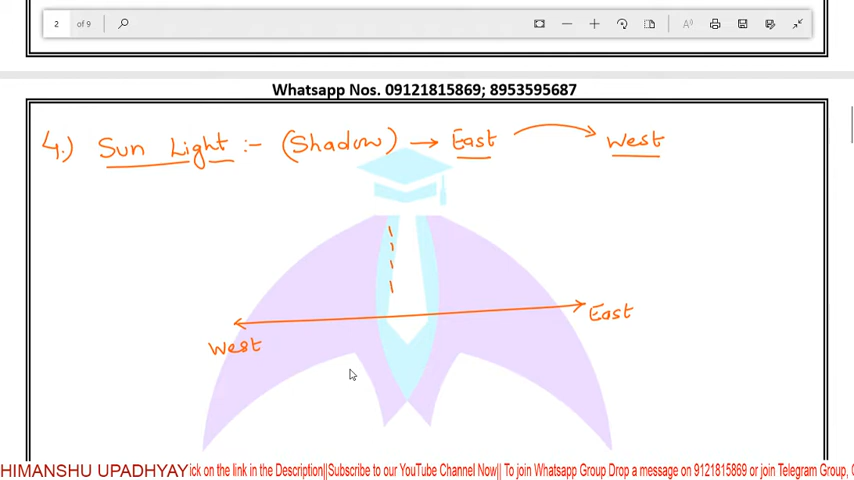 2 of 9
Whatsapp Nos. 09121815869; 8953595687
4.) Sun Light :- (Shadow) → East West
East
West
HIMANSHU UPADHYAY ick on the link in the Description||Subscribe to our YouTube Channel Now|| To join Whatsapp Group Drop a message on 9121815869 or join Telegram Group, C